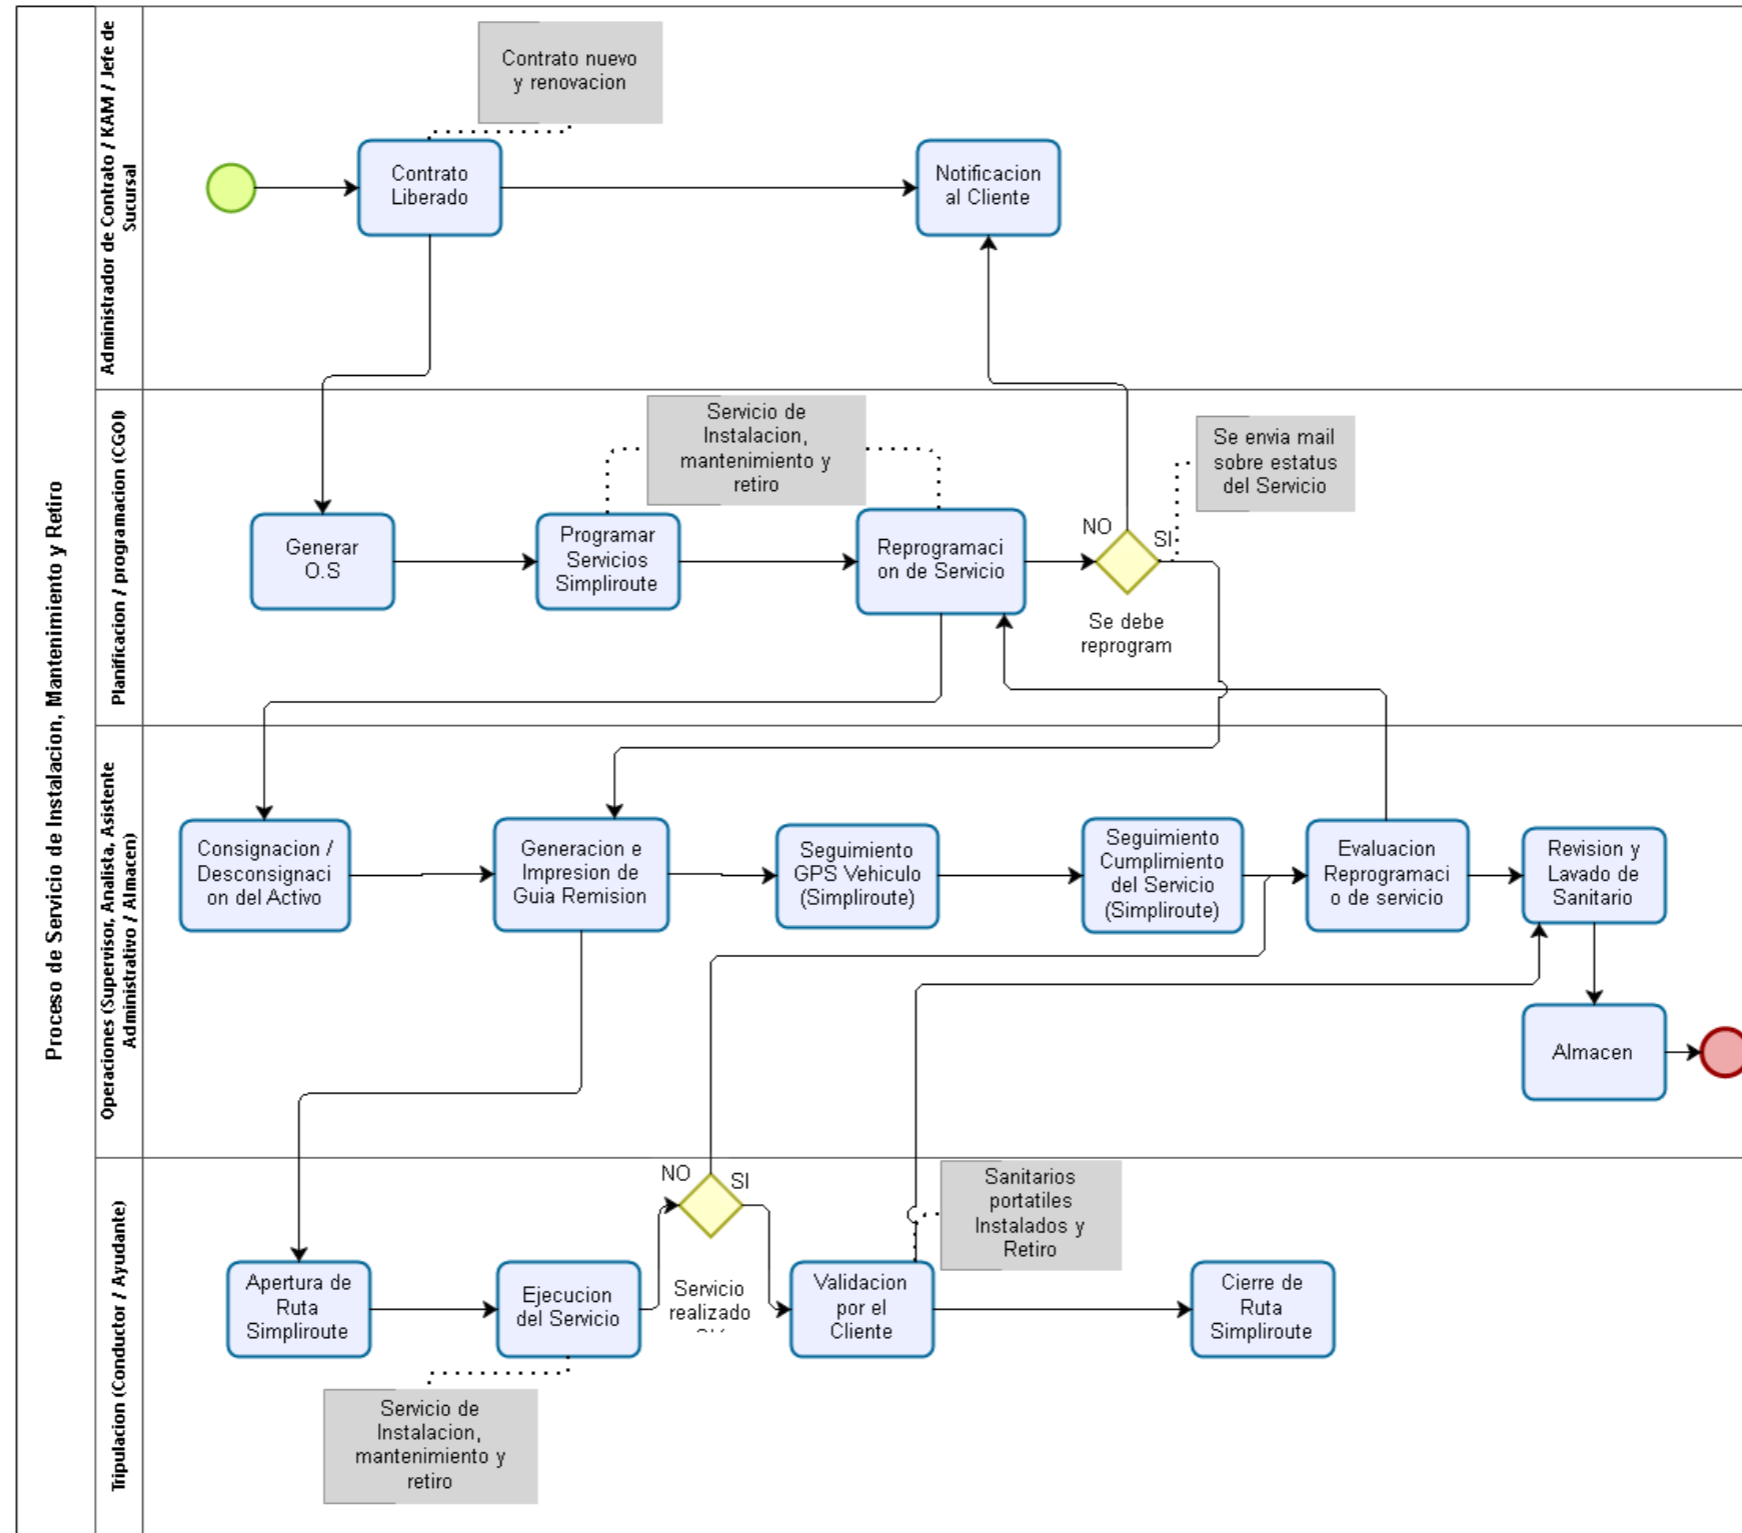 Proceso de Servicio de Instalacion, Mantenimiento y Retiro
Administrador de Contrato / KAM / Jefe de
Sucursal
Contrato nuevo
y renovacion
Contrato
Liberado
Notificacion
al Cliente
Planificacion / programacion (CGO)
Servicio de
Instalacion,
mantenimiento y
retiro
Se envia mail
sobre estatus
del Servicio
Generar
O.S
Programar
Servicios
Simpliroute
Reprogramaci
on de Servicio
NO
SI
Se debe
reprogram
Operaciones (Supervisor, Analista, Asistente
Administrativo / Almacen)
Consignacion /
Desconsignaci
on del Activo
Generacion e
Impresion de
Guia Remision
Seguimiento
GPS Vehiculo
(Simpliroute)
Seguimiento
Cumplimiento
del Servicio
(Simpliroute)
Evaluacion
Reprogramaci
o de servicio
Revision y
Lavado de
Sanitario
Almacen
Tripulacion (Conductor / Ayudante)
NO
SI
Servicio
realizado
Sanitarios
portatiles
Instalados y
Retiro
Apertura de
Ruta
Simpliroute
Ejecucion
del Servicio
Validacion
por el
Cliente
Cierre de
Ruta
Simpliroute
Servicio de
Instalacion,
mantenimiento y
retiro